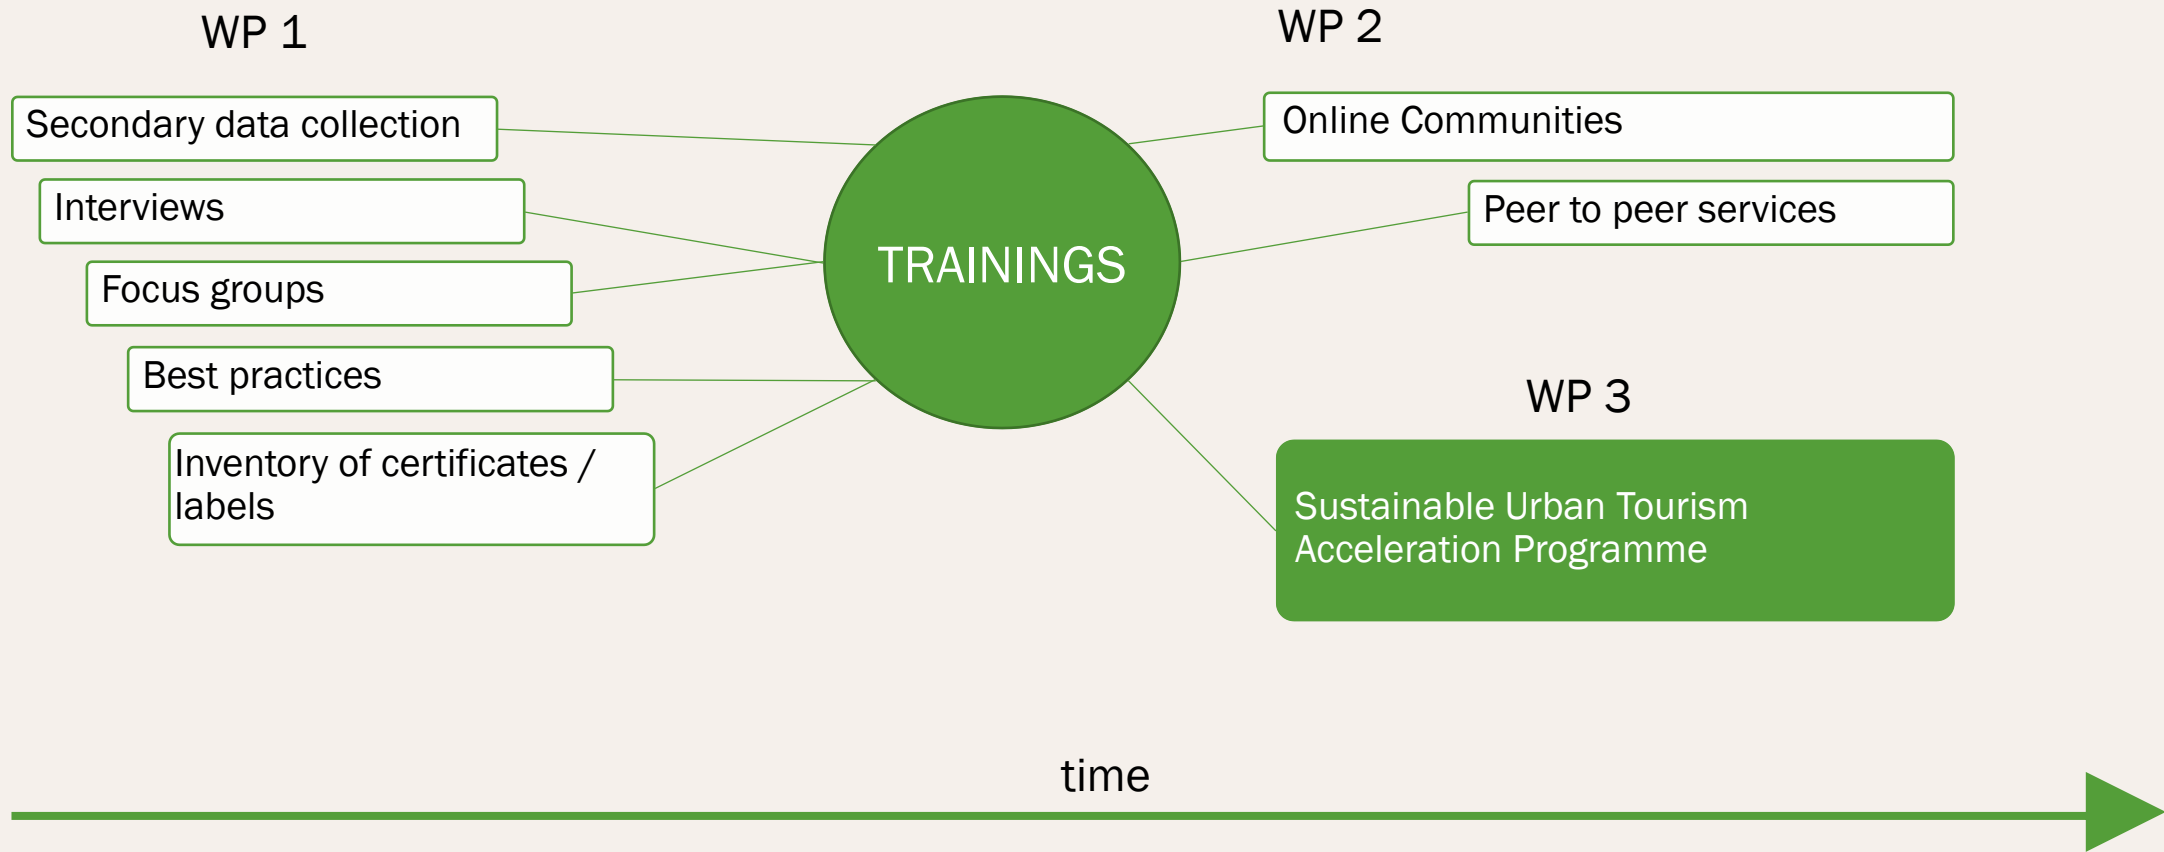 WP 1
Secondary data collection
Interviews
Focus groups
Best practices
Inventory of certificates /
labels
TRAININGS
WP 2
Online Communities
Peer to peer services
WP 3
Sustainable Urban Tourism
Acceleration Programme
time